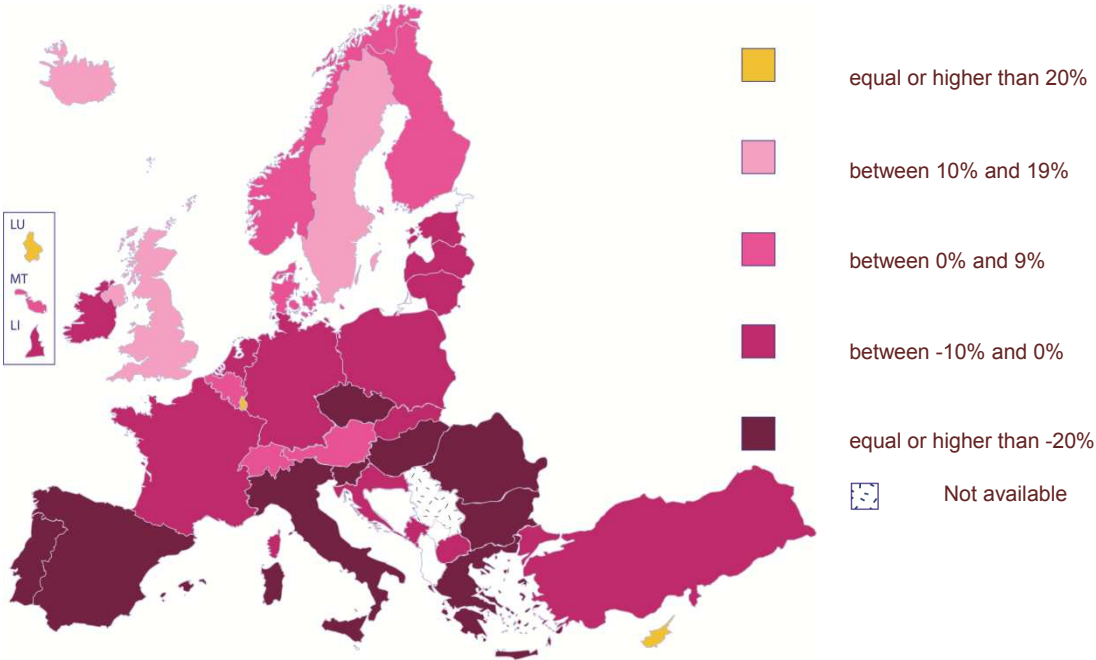 equal or higher than 20%
between 10% and 19%
LU
between 0% and 9%
MT
LI
between -10% and 0%
equal or higher than -20%
Not available